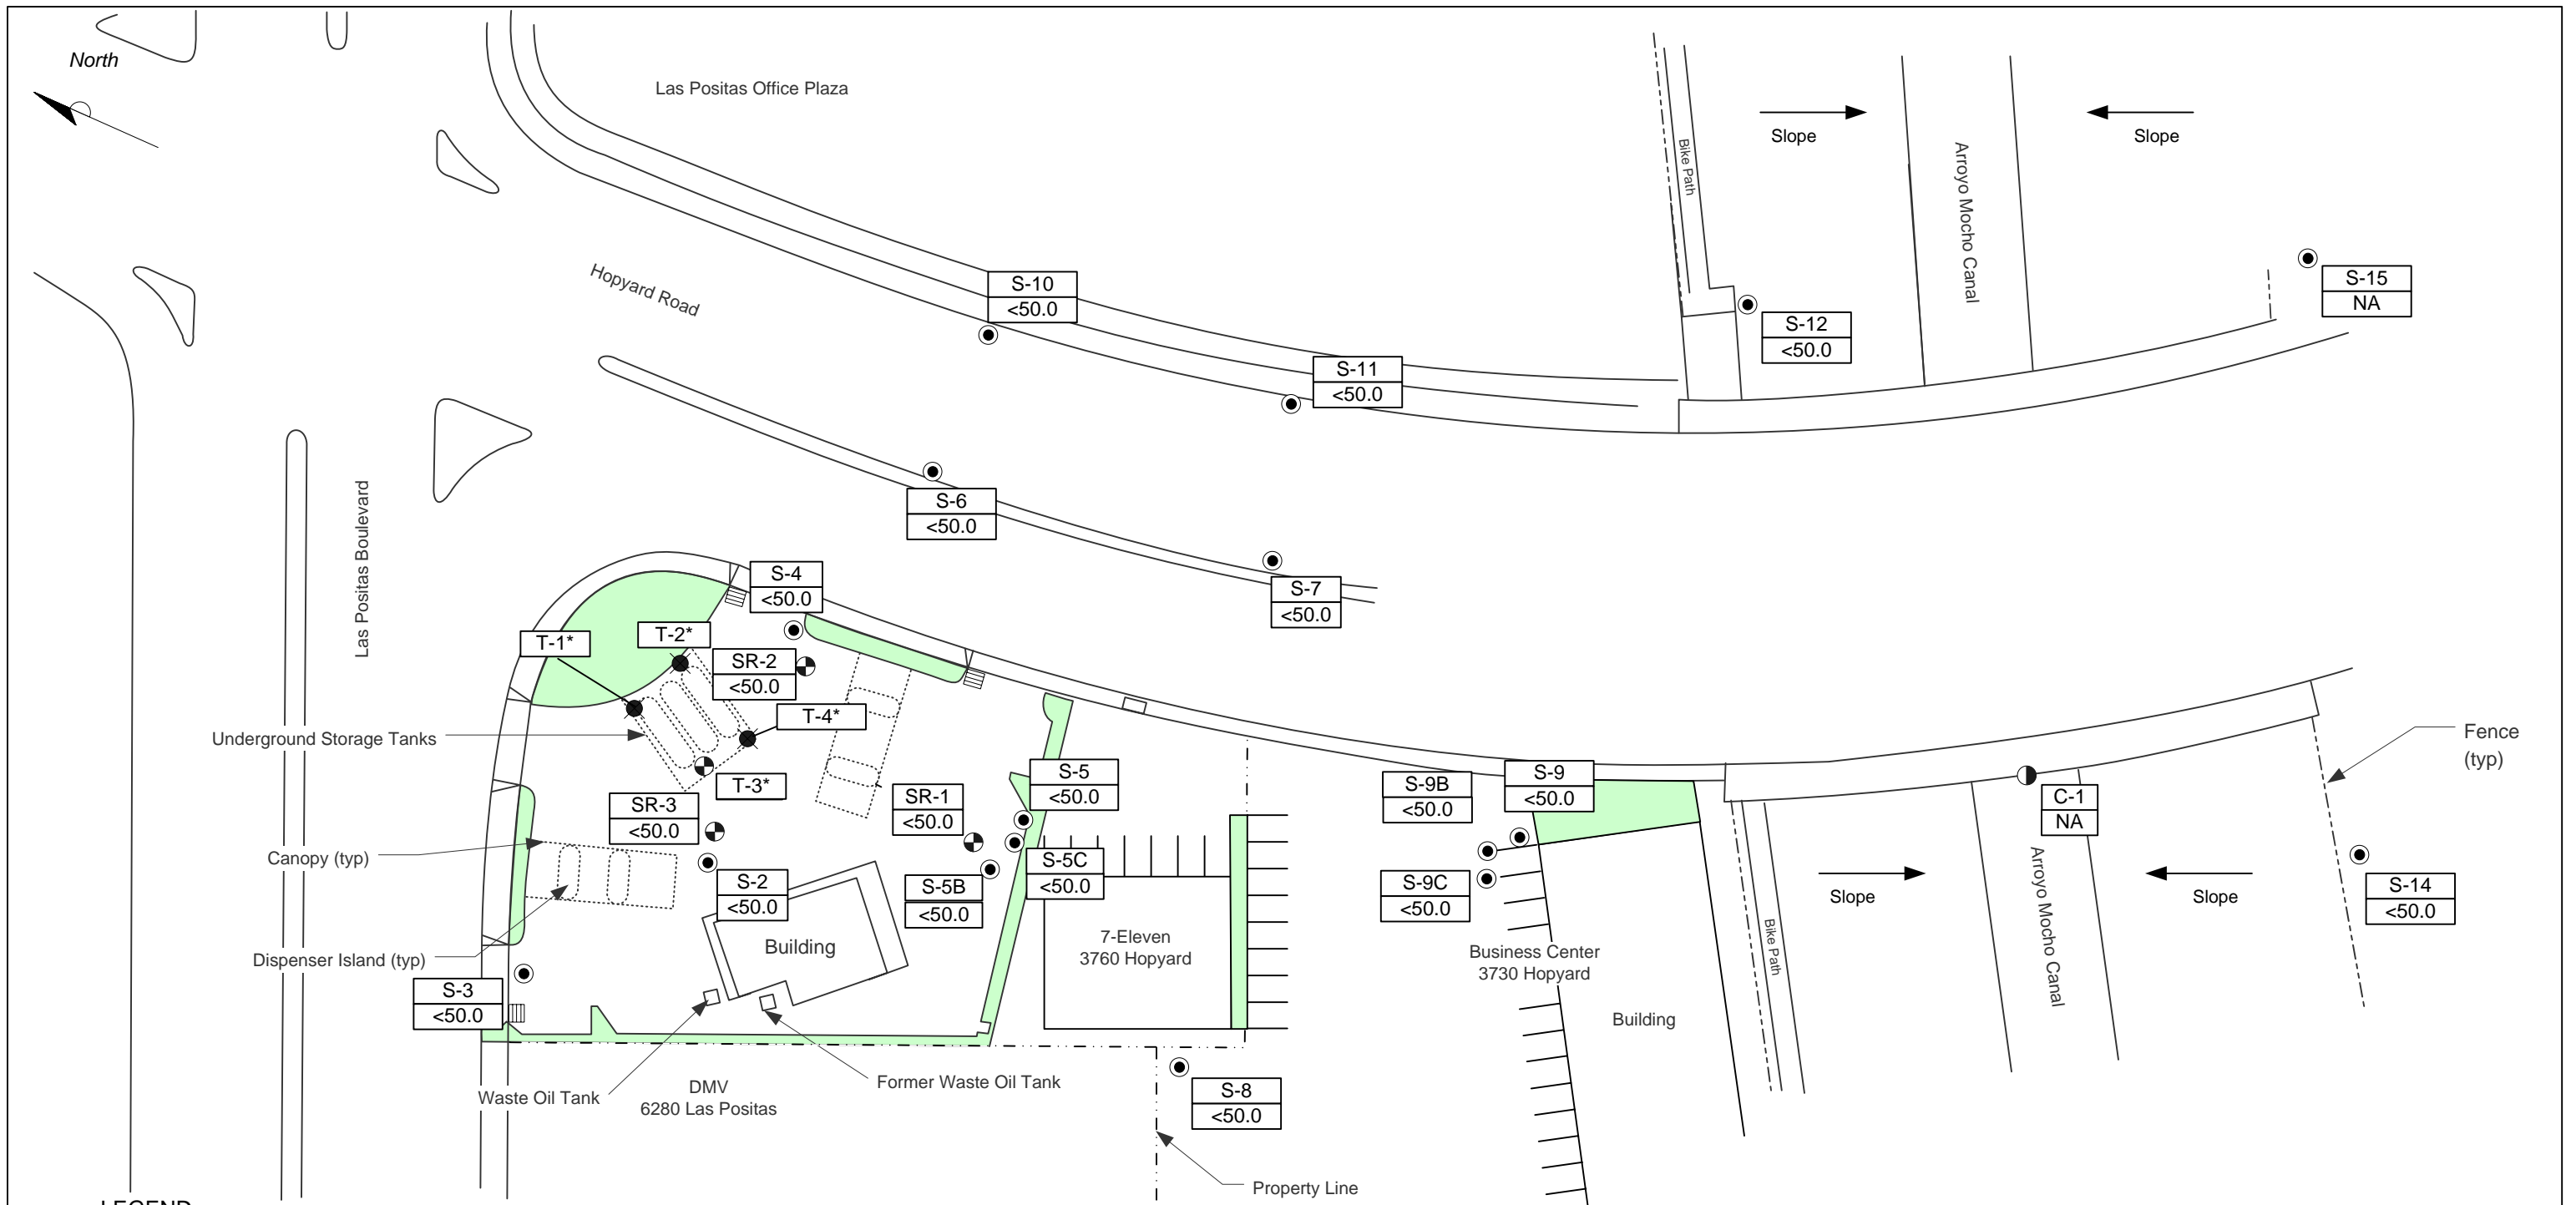 North
Las Positas Office Plaza
Slope
Slope
Bike Path
Arroyo Mocho Canal
Hopyard Road
S-10
<50.0
S-15
NA
S-12
<50.0
S-11
<50.0
S-6
<50.0
Las Positas Boulevard
S-7
<50.0
S-4
<50.0
T-1*
T-2*
SR-2
<50.0
T-4*
Underground Storage Tanks
Fence
(typ)
T-3*
S-5
<50.0
S-9B
<50.0
S-9
<50.0
SR-1
<50.0
SR-3
<50.0
C-1
NA
Canopy (typ)
S-5C
<50.0
S-2
<50.0
S-5B
<50.0
S-9C
<50.0
Slope
Arroyo Mocho Canal
Slope
S-14
<50.0
7-Eleven
3760 Hopyard
Building
Business Center
3730 Hopyard
Bike Path
Dispenser Island (typ)
S-3
<50.0
Building
Former Waste Oil Tank
Waste Oil Tank
DMV
6280 Las Positas
S-8
<50.0
Property Line
LEGEND